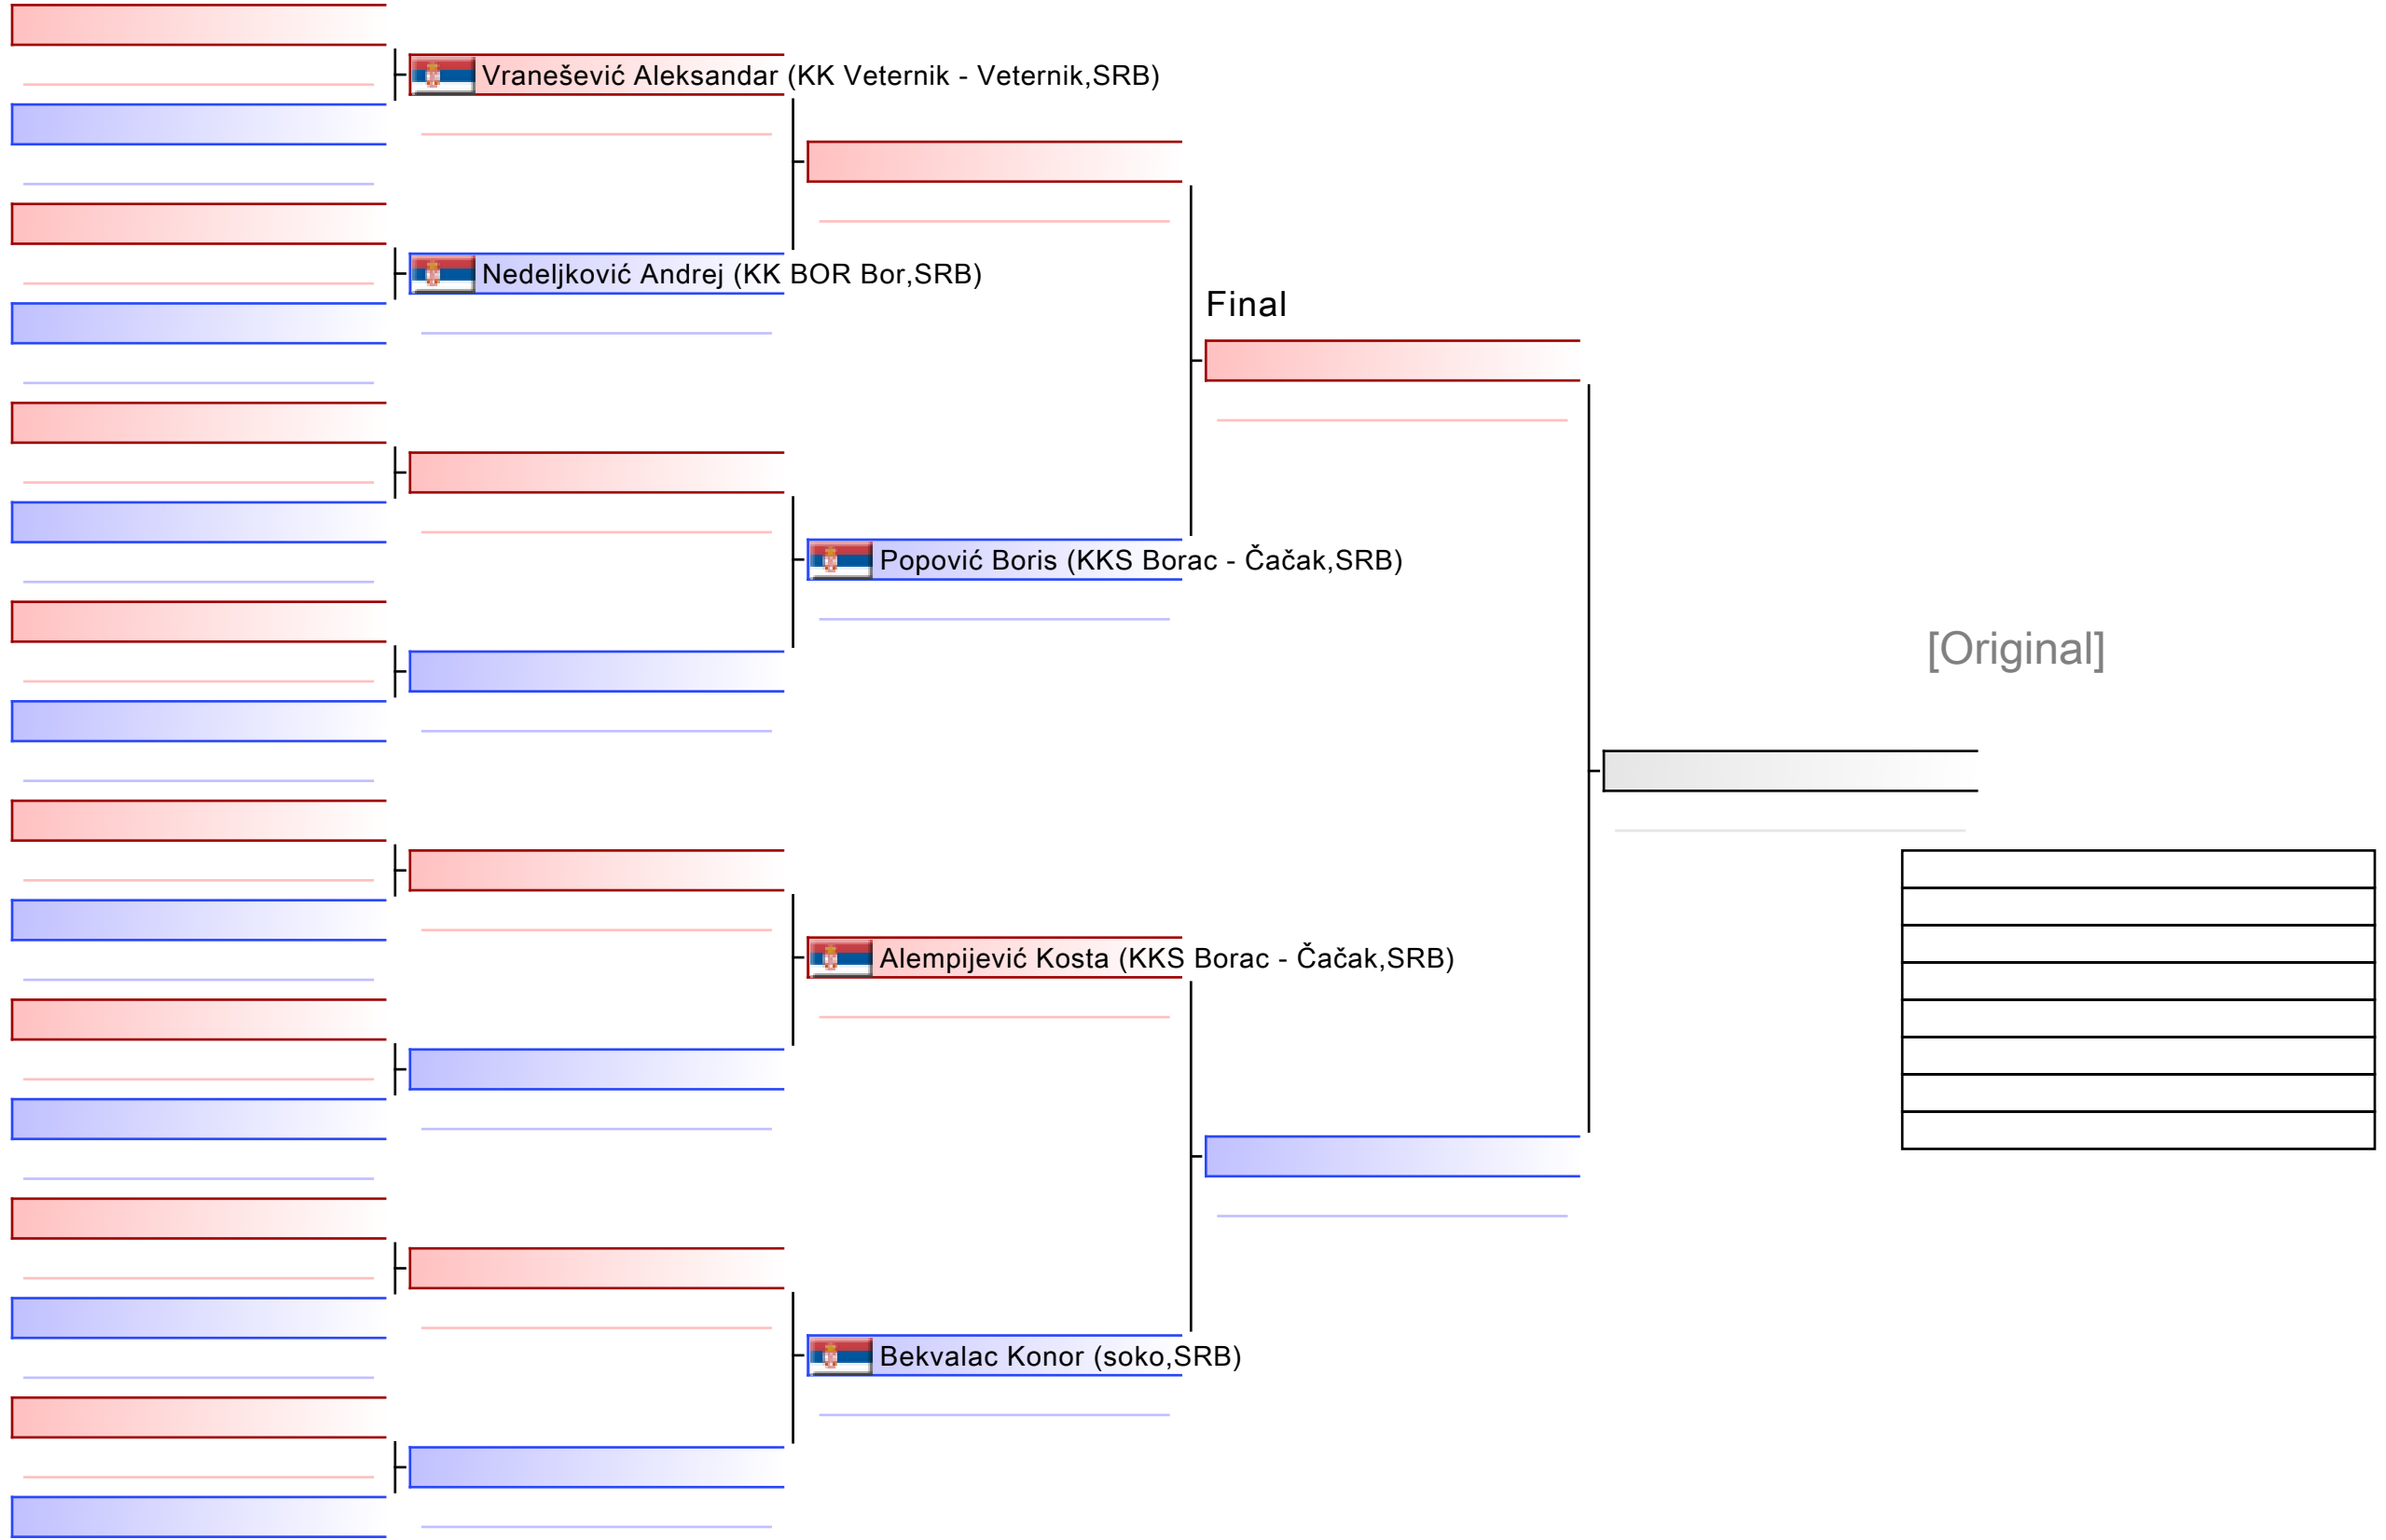 Vranešević Aleksandar (KK Veternik - Veternik,SRB)
Nedeljković Andrej (KK BOR Bor,SRB)
Final
Popović Boris (KKS Borac - Čačak,SRB)
[Original]
Alempijević Kosta (KKS Borac - Čačak,SRB)
Bekvalac Konor (soko,SRB)